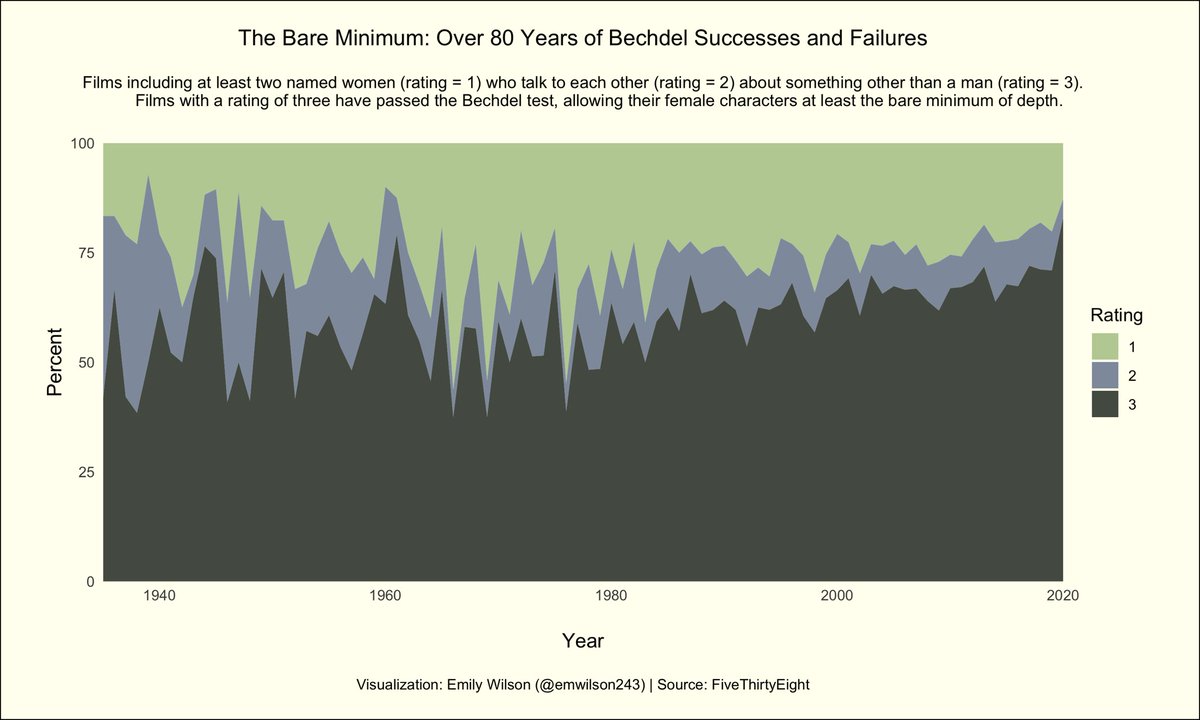 The Bare Minimum: Over 80 Years of Bechdel Successes and Failures
Films including at least two named women (rating = 1) who talk to each other (rating = 2) about something other than a man (rating = 3).
Films with a rating of three have passed the Bechdel test, allowing their female characters at least the bare minimum of depth.
100
75
50
25
0
Percent
1940
1960
1980
2000
2020
Year
Rating
1
2
3
Visualization: Emily Wilson (@emwilson243) | Source: FiveThirtyEight